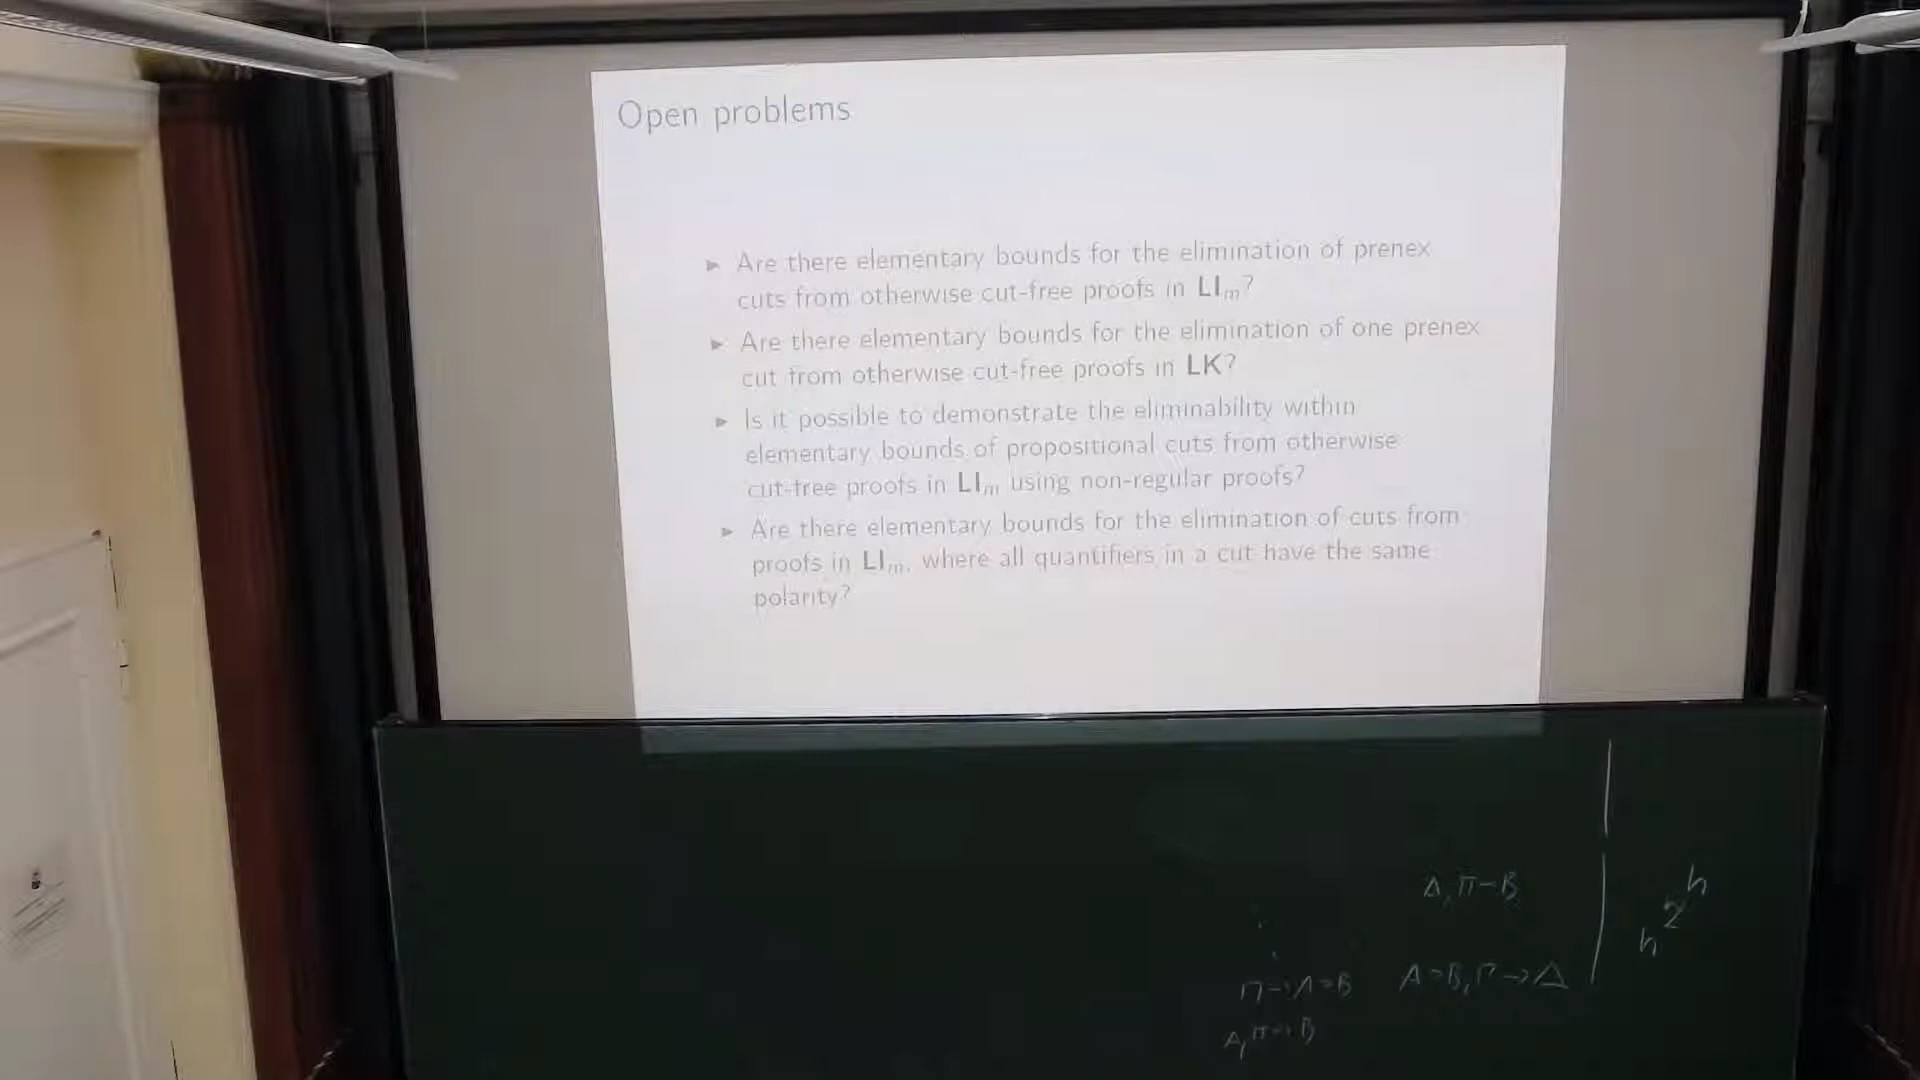 Open problems
▶ Are there elementary bounds for the elimination of prenex
cuts from otherwise cut-free proofs in LIₘ?
▶ Are there elementary bounds for the elimination of one prenex
cut from otherwise cut-free proofs in LK?
▶ Is it possible to demonstrate the eliminability within
elementary bounds of propositional cuts from otherwise
cut-free proofs in LIₘ using non-regular proofs?
▶ Are there elementary bounds for the elimination of cuts from
proofs in LIₘ, where all quantifiers in a cut have the same
polarity?
A, Π→B
Π→A⊃B A⊃B, Γ→Δ
A, Π→B